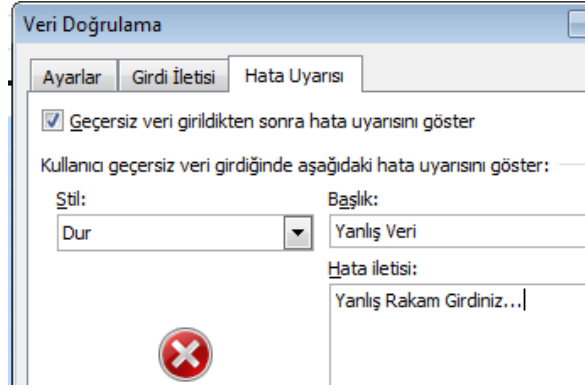 Veri Doğrulama
Ayarlar Girdi İletisi Hata Uyarısı
Geçersiz veri girildikten sonra hata uyarısını göster
Kullanıcı geçersiz veri girdiğinde aşağıdaki hata uyarısını göster:
Stil: Başlık:
Dur Yanlış Veri
Hata iletisi:
Yanlış Rakam Girdiniz...